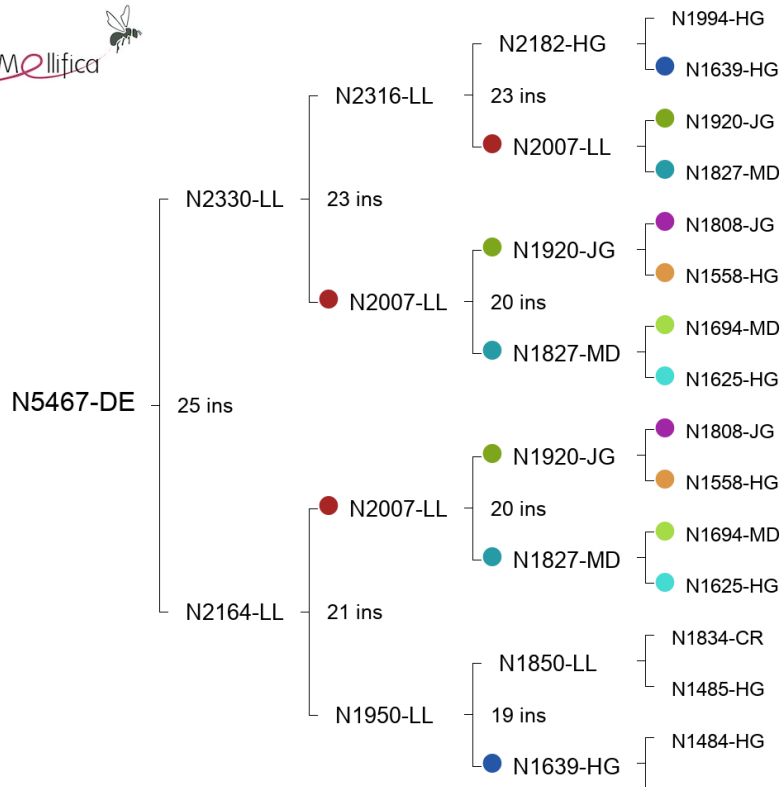 Mellifica
N1994-HG
N2182-HG
N1639-HG
N2316-LL
23 ins
N1920-JG
N2007-LL
N1827-MD
N2330-LL
23 ins
N1808-JG
N1920-JG
N1558-HG
N2007-LL
20 ins
N1694-MD
N1827-MD
N1625-HG
N5467-DE
25 ins
N1808-JG
N1920-JG
N1558-HG
N2007-LL
20 ins
N1694-MD
N1827-MD
N1625-HG
N2164-LL
21 ins
N1834-CR
N1850-LL
N1485-HG
N1950-LL
19 ins
N1484-HG
N1639-HG